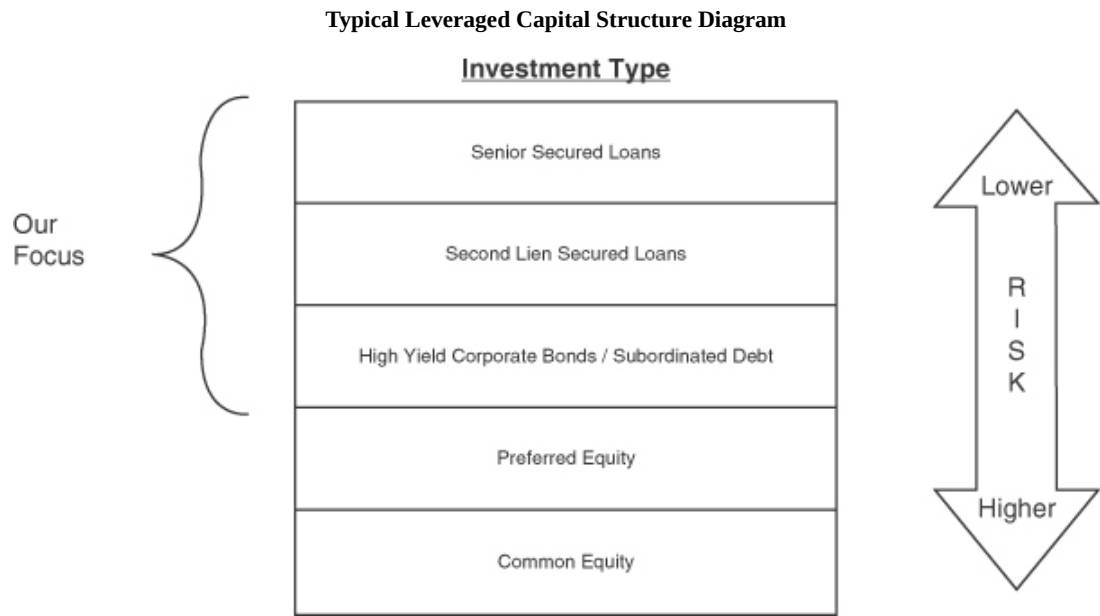 Typical Leveraged Capital Structure Diagram
Investment Type
Senior Secured Loans
Second Lien Secured Loans
High Yield Corporate Bonds / Subordinated Debt
Preferred Equity
Common Equity
Our
Focus
Lower
R
I
S
K
Higher